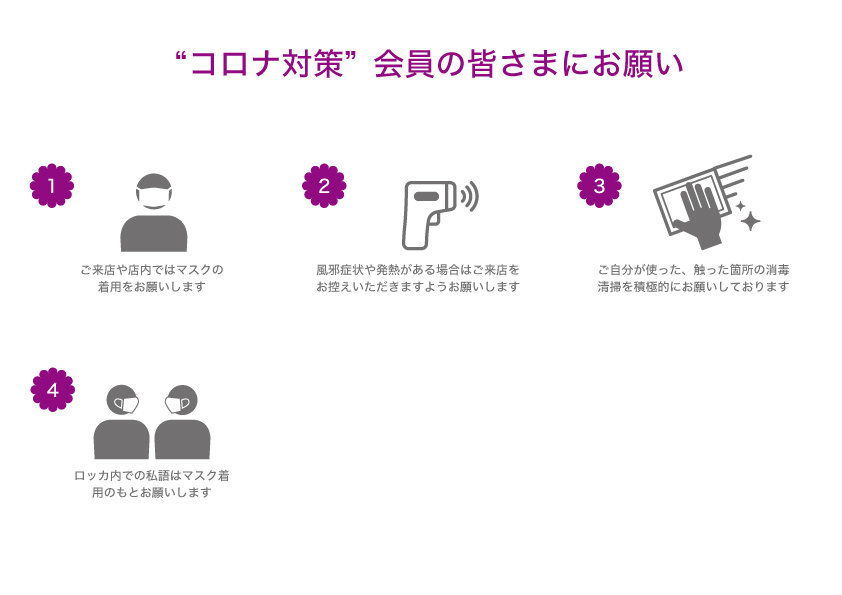 “コロナ対策”会員の皆さまにお願い
1
ご来店や店内ではマスクの
着用をお願いします
2
風邪症状や発熱がある場合はご来店を
お控えいただきますようお願いします
3
ご自分が使った、触った箇所の消毒
清掃を積極的にお願いしております
4
ロッカ内での私語はマスク着
用のもとお願いします